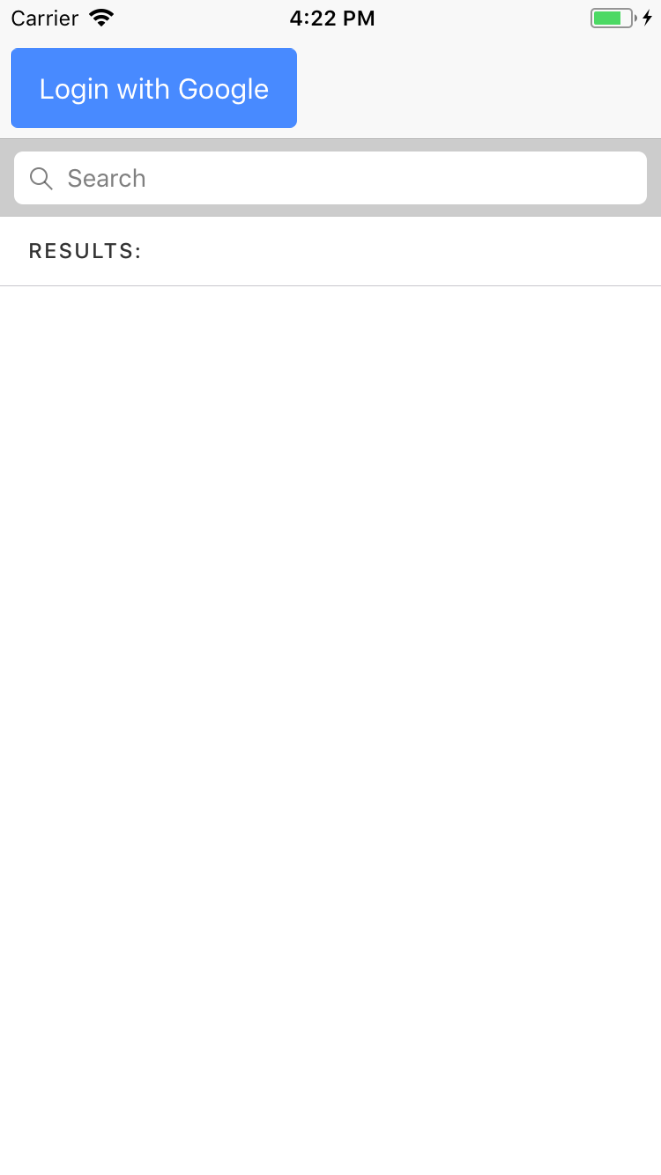 Carrier 4:22 PM
Login with Google
Search
RESULTS: